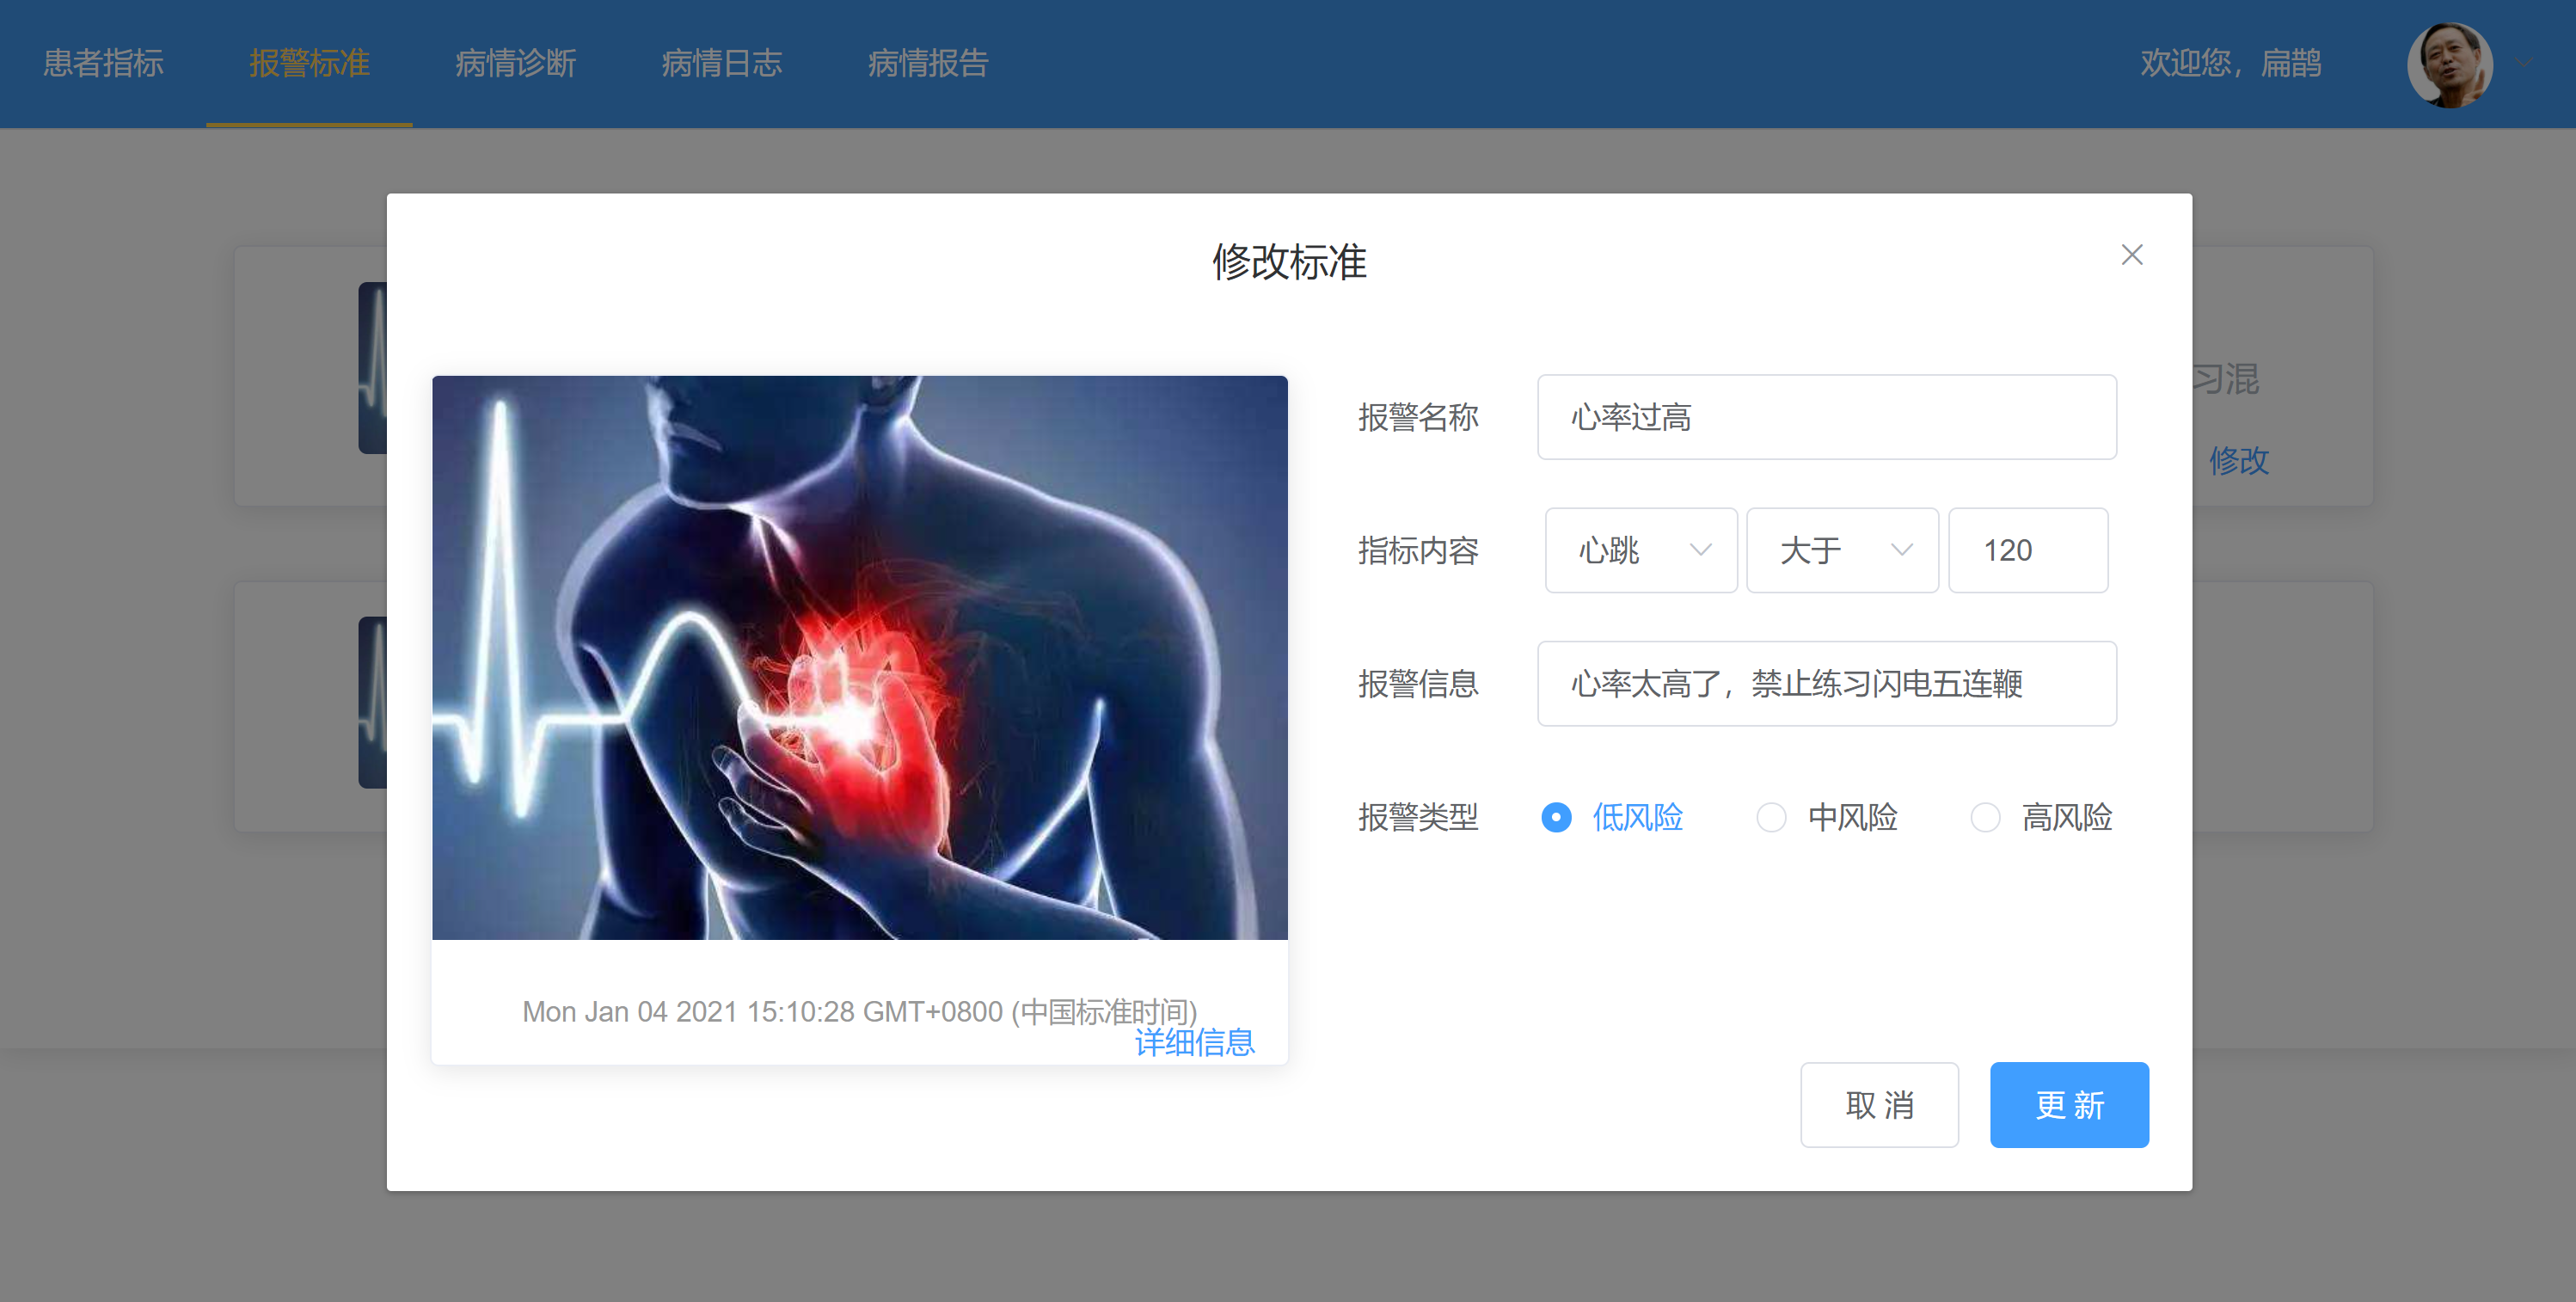 患者指标 报警标准 病情诊断 病情日志 病情报告 欢迎您，扁鹊
修改标准
习混
修改
报警名称 心率过高
指标内容 心跳 大于 120
报警信息 心率太高了，禁止练习闪电五连鞭
报警类型 低风险 中风险 高风险
Mon Jan 04 2021 15:10:28 GMT+0800 (中国标准时间)
详细信息
取 消 更 新